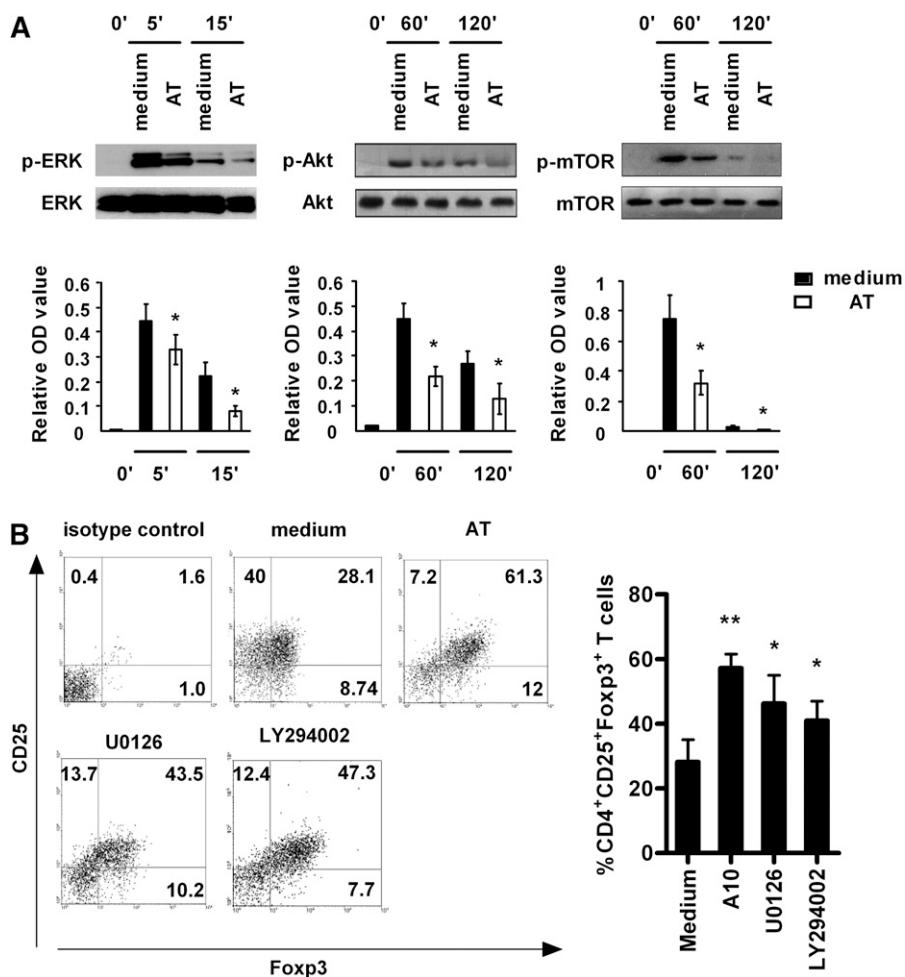 A
0' 5' 15' 0' 60' 120' 0' 60' 120'
medium AT medium AT medium AT medium AT medium AT medium AT
p-ERK p-Akt p-mTOR
ERK Akt mTOR
medium
AT
Relative OD value
0.6
0.5
0.4
0.3
0.2
0.1
0
* *
0' 5' 15'
Relative OD value
0.6
0.5
0.4
0.3
0.2
0.1
0
* *
0' 60' 120'
Relative OD value
1
0.8
0.6
0.4
0.2
0
* *
0' 60' 120'
B
isotype control medium AT
0.4 1.6 40 28.1 7.2 61.3
1.0 8.74 12
U0126 LY294002
13.7 43.5 12.4 47.3
10.2 7.7
CD25
Foxp3
%CD4+CD25+Foxp3+ T cells
80
60
40
20
0
** * *
Medium A10 U0126 LY294002